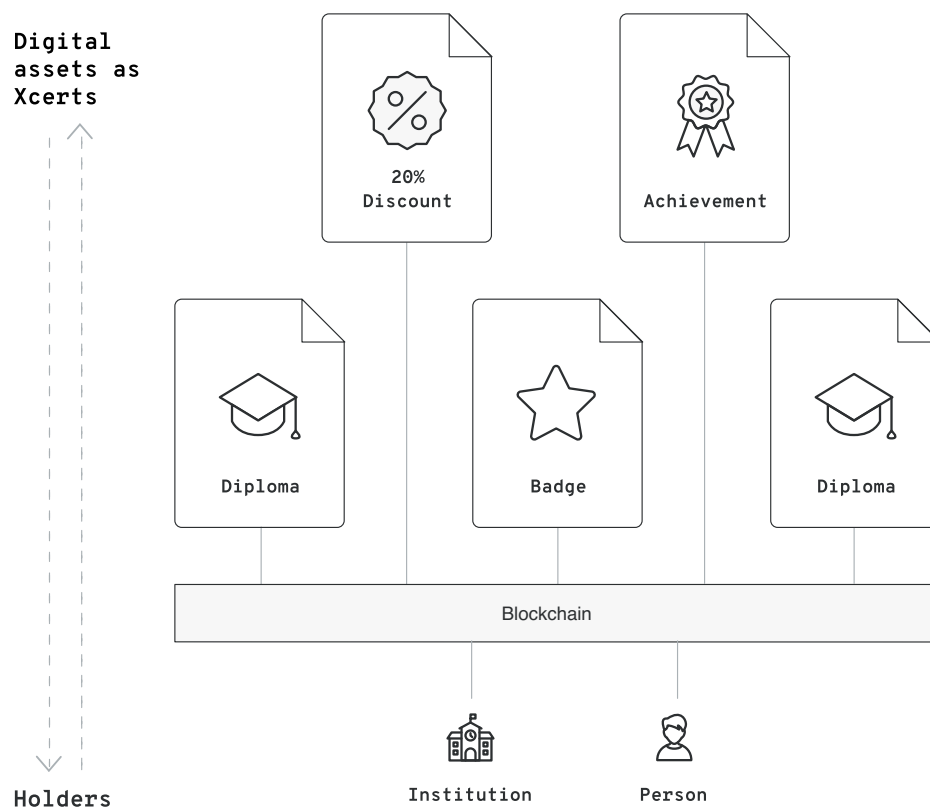 Digital
assets as
Xcerts
20%
Discount
Achievement
Diploma
Badge
Diploma
Blockchain
Institution
Person
Holders